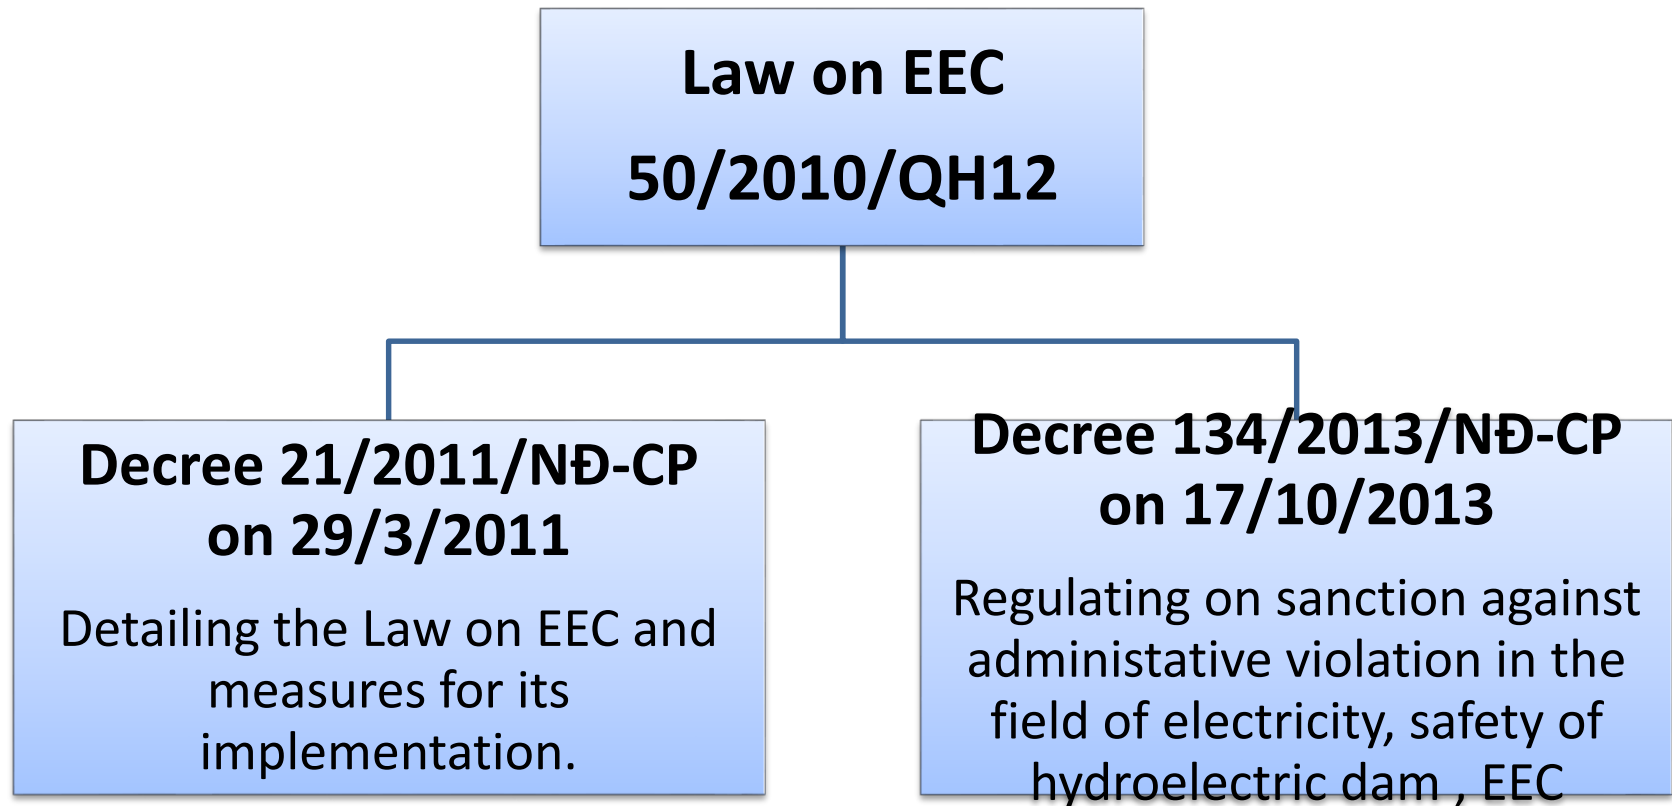 Law on EEC
50/2010/QH12
Decree 21/2011/NĐ-CP
on 29/3/2011
Detailing the Law on EEC and
measures for its
implementation.
Decree 134/2013/NĐ-CP
on 17/10/2013
Regulating on sanction against
administative violation in the
field of electricity, safety of
hydroelectric dam , EEC